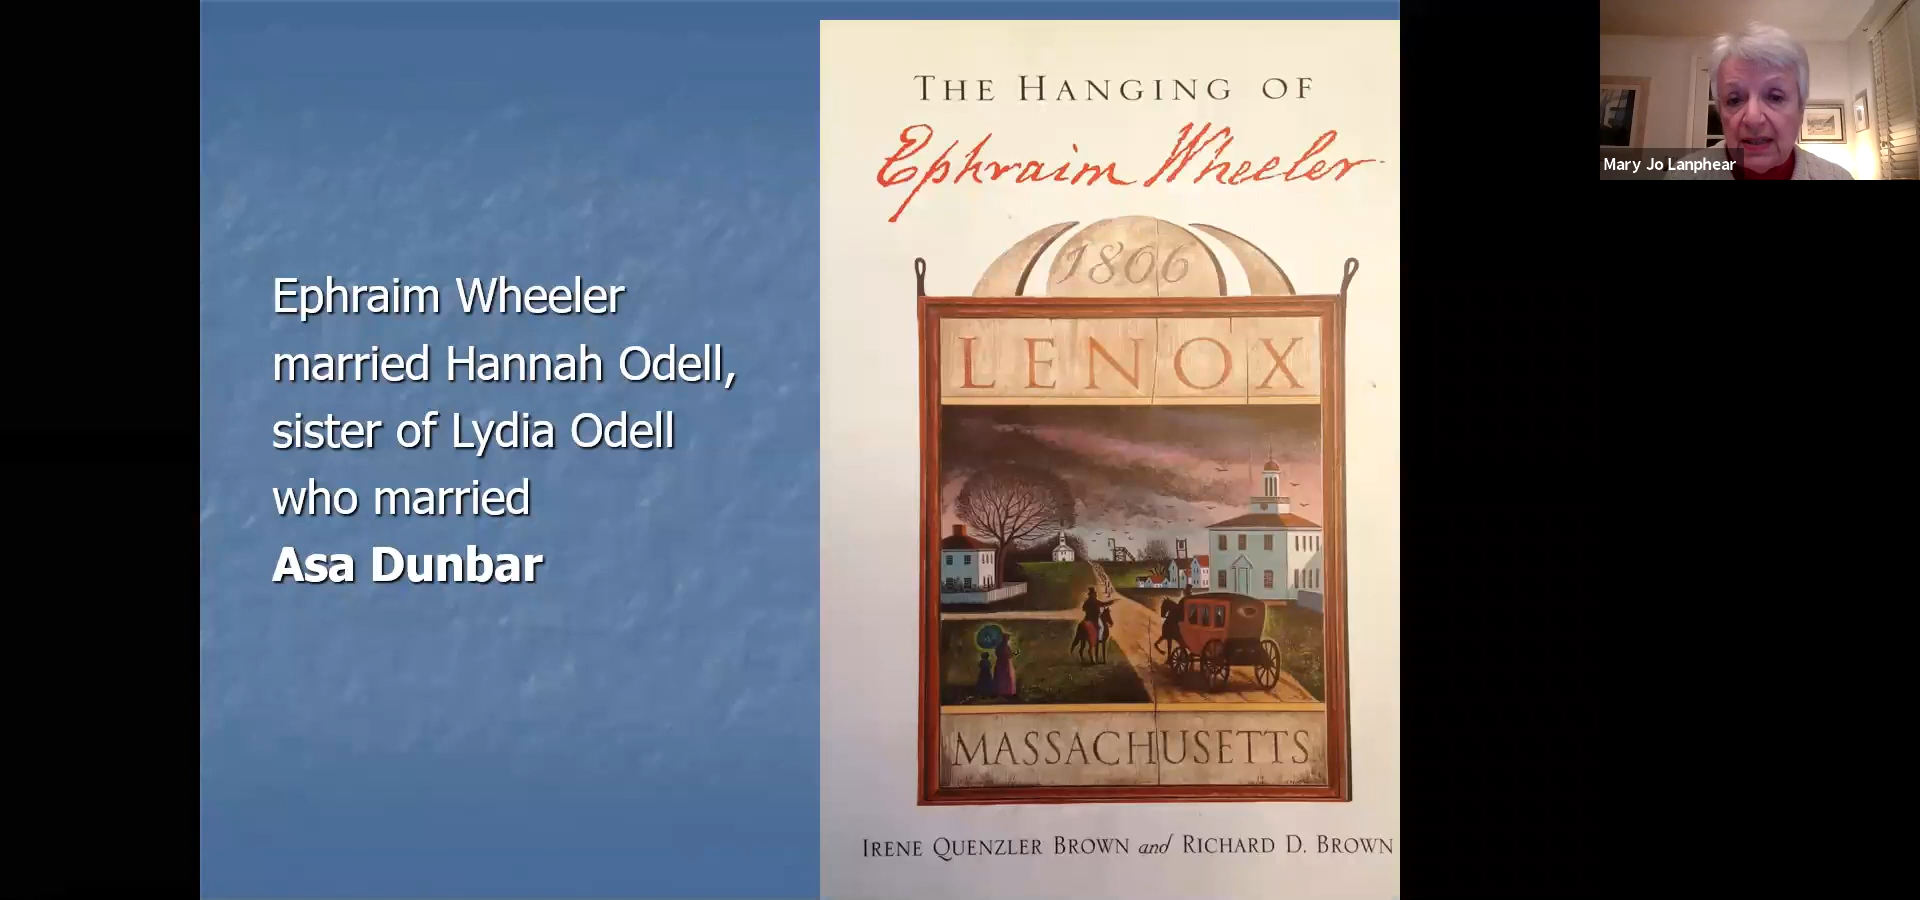 Ephraim Wheeler
married Hannah Odell,
sister of Lydia Odell
who married
Asa Dunbar
THE HANGING OF
Ephraim Wheeler
1806
LENOX
MASSACHUSETTS
IRENE QUENZLER BROWN and RICHARD D. BROWN
Mary Jo Lanphear